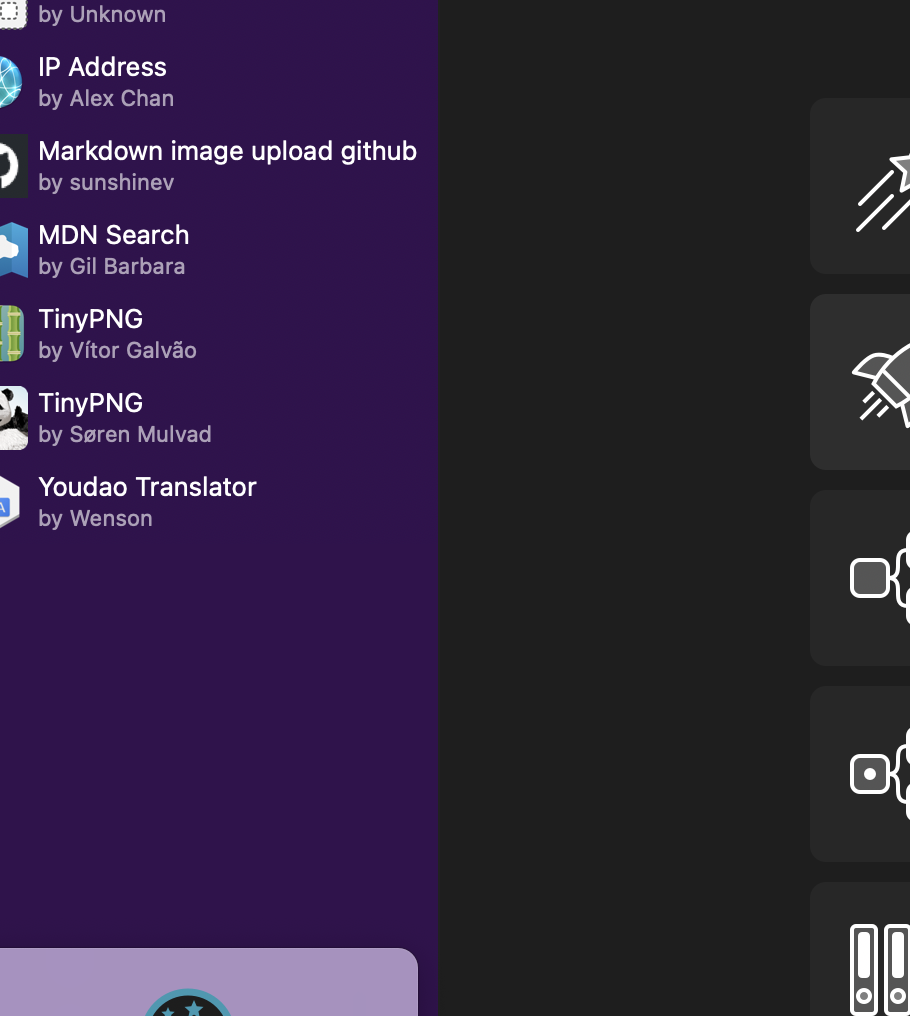 by Unknown
IP Address
by Alex Chan
Markdown image upload github
by sunshinev
MDN Search
by Gil Barbara
TinyPNG
by Vítor Galvão
TinyPNG
by Søren Mulvad
A
Youdao Translator
by Wenson